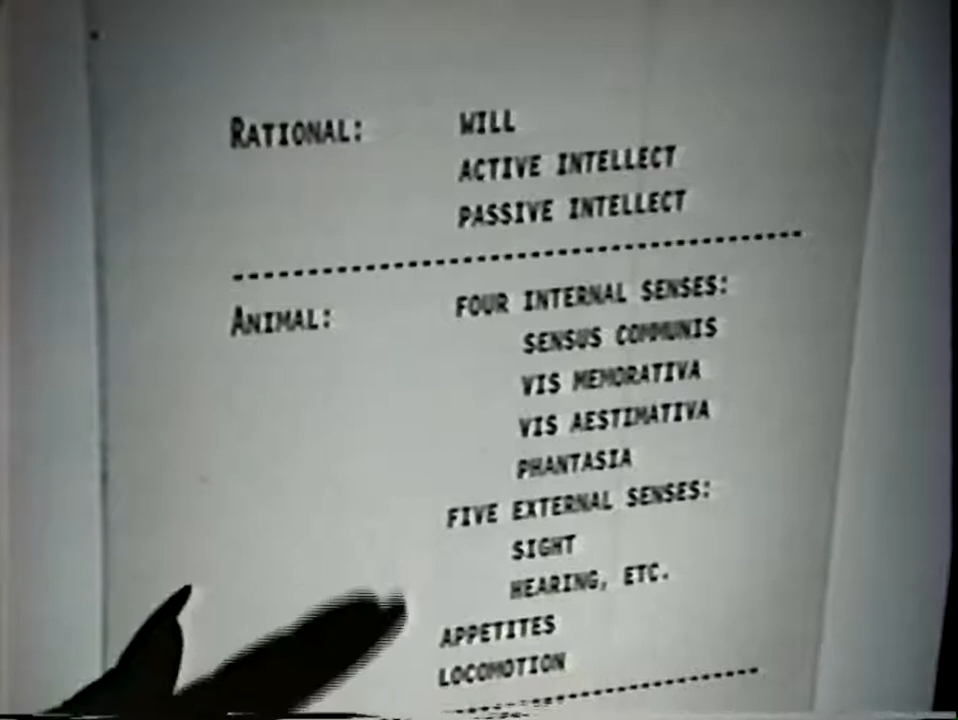 RATIONAL: WILL
ACTIVE INTELLECT
PASSIVE INTELLECT
ANIMAL: FOUR INTERNAL SENSES:
SENSUS COMMUNIS
VIS MEMORATIVA
VIS AESTIMATIVA
PHANTASIA
FIVE EXTERNAL SENSES:
SIGHT
HEARING, ETC.
APPETITES
LOCOMOTION